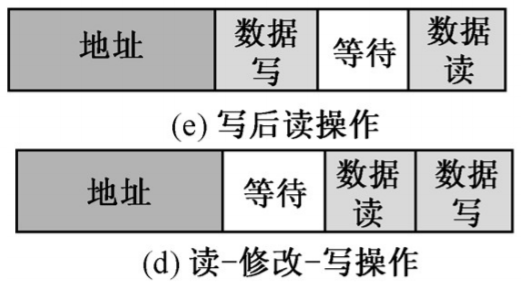 地址 数据写 等待 数据读
(e) 写后读操作
地址 等待 数据读 数据写
(d) 读-修改-写操作